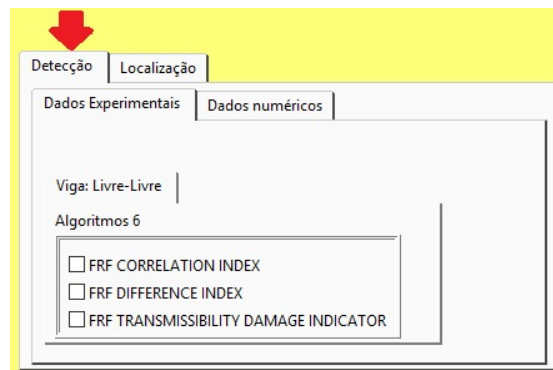 Detecção Localização
Dados Experimentais Dados numéricos
Viga: Livre-Livre
Algoritmos 6
FRF CORRELATION INDEX
FRF DIFFERENCE INDEX
FRF TRANSMISSIBILITY DAMAGE INDICATOR